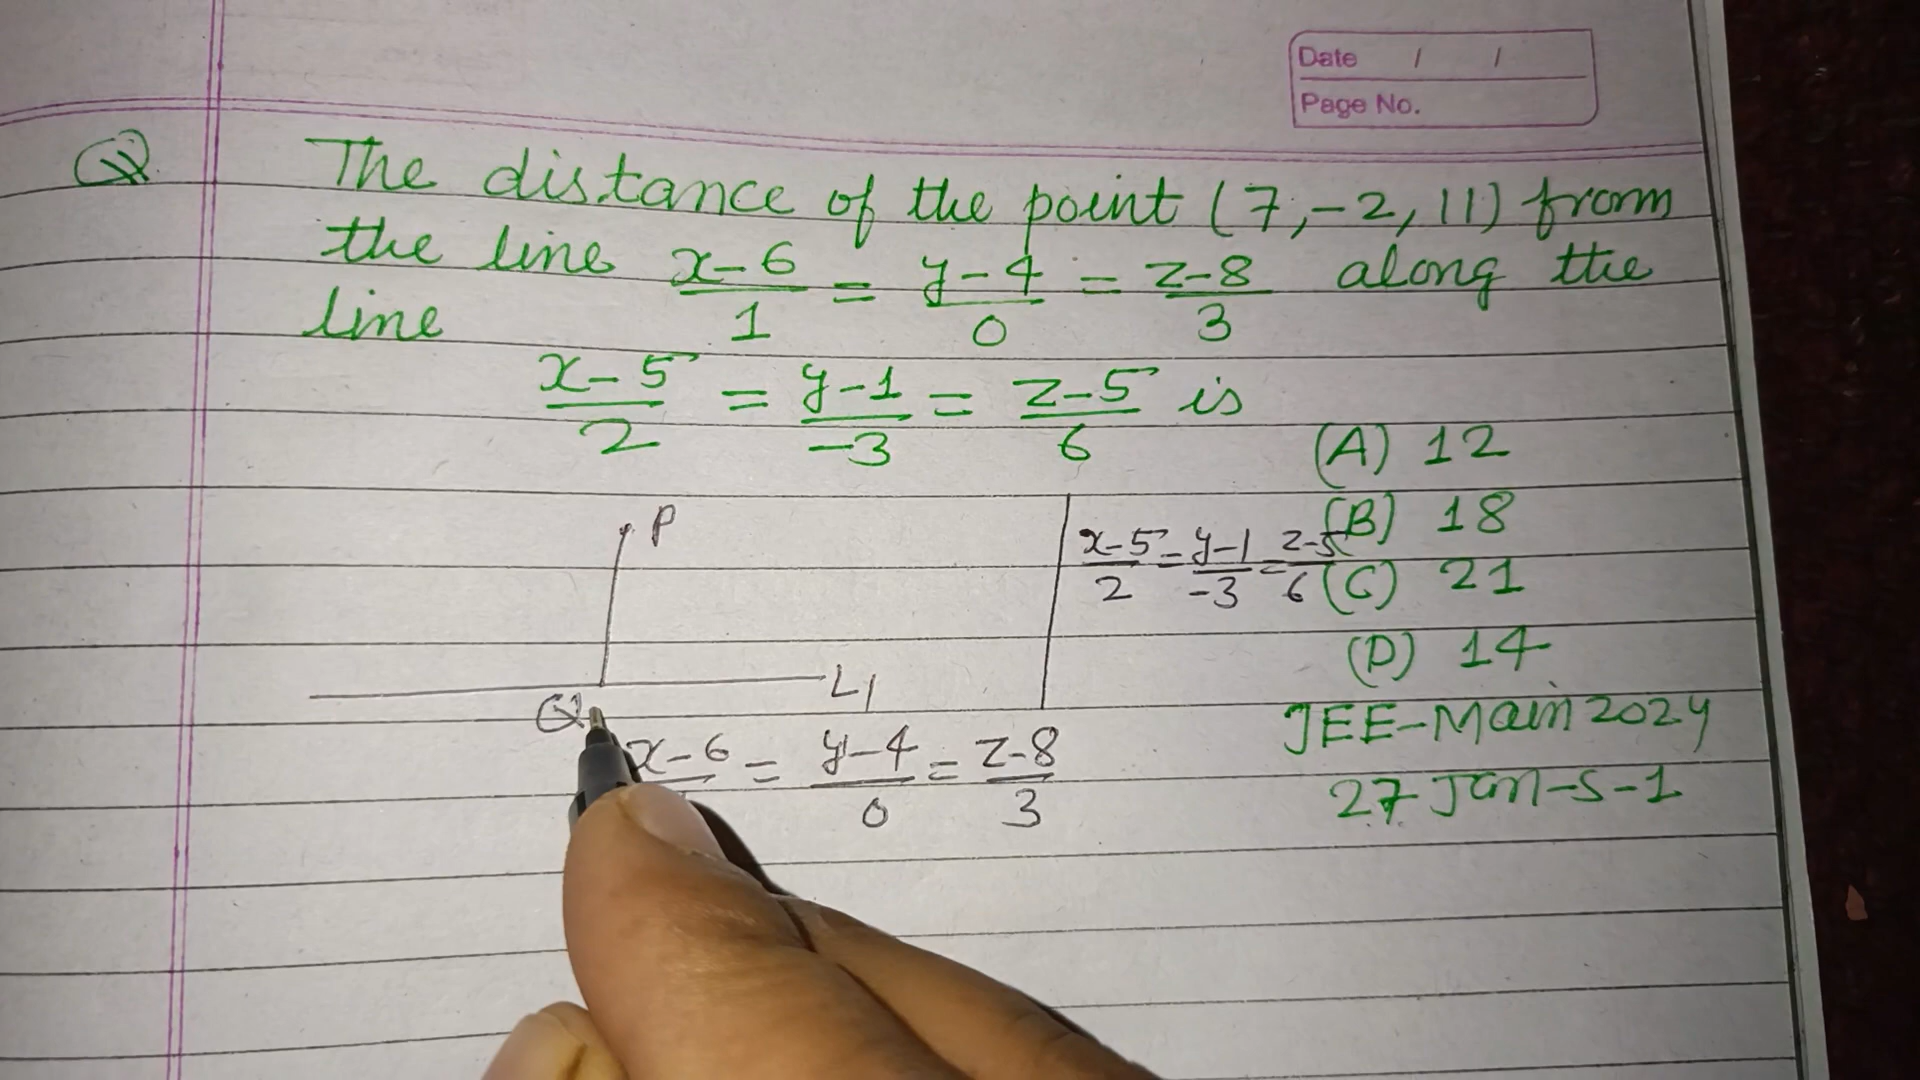 Date / /
Page No.
Q The distance of the point (7,-2,11) from
the line x-6/1 = y-4/0 = z-8/3 along the
line
x-5/2 = y-1/-3 = z-5/6 is
(A) 12
(B) 18
(C) 21
(D) 14
JEE-Main 2024
27 Jan-S-1
P
x-5/2 = y-1/-3 = z-5/6
L1
Q
x-6 = y-4/0 = z-8/3